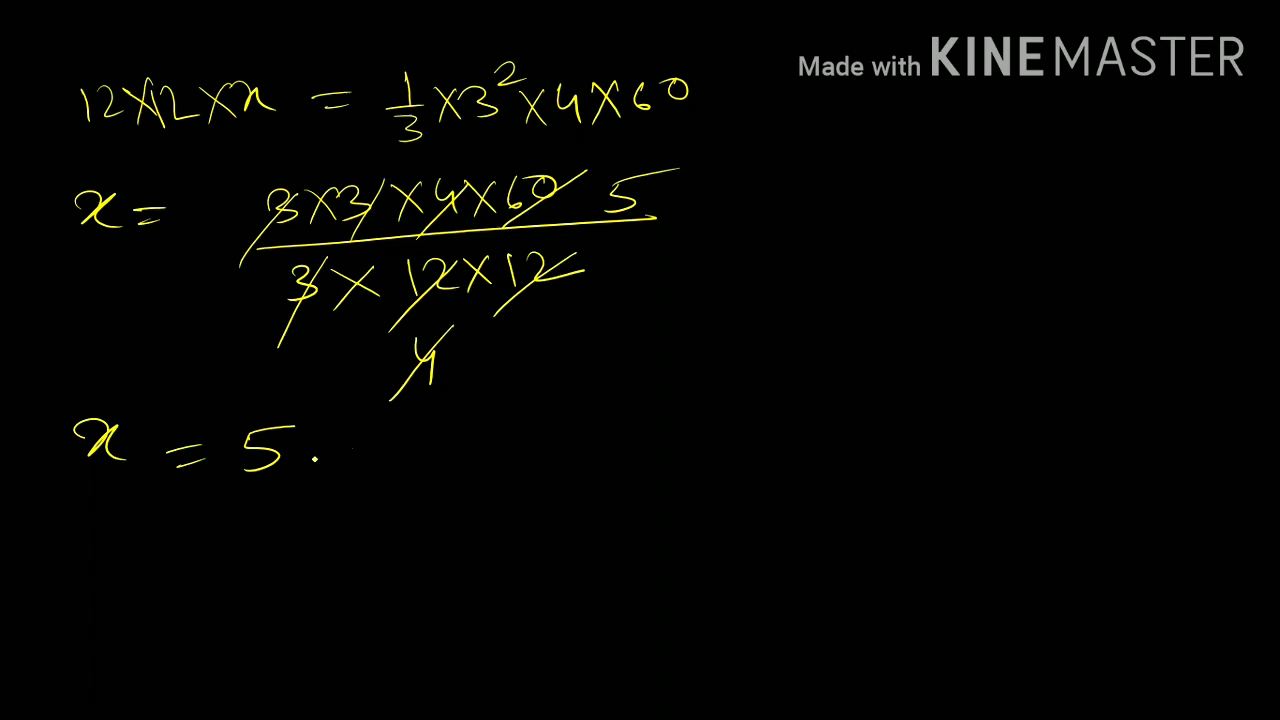 Made with KINEMASTER
12×12×x = 1/3×3²×4×60
x = 3×3×4×60 5
3×12×12
4
x = 5.